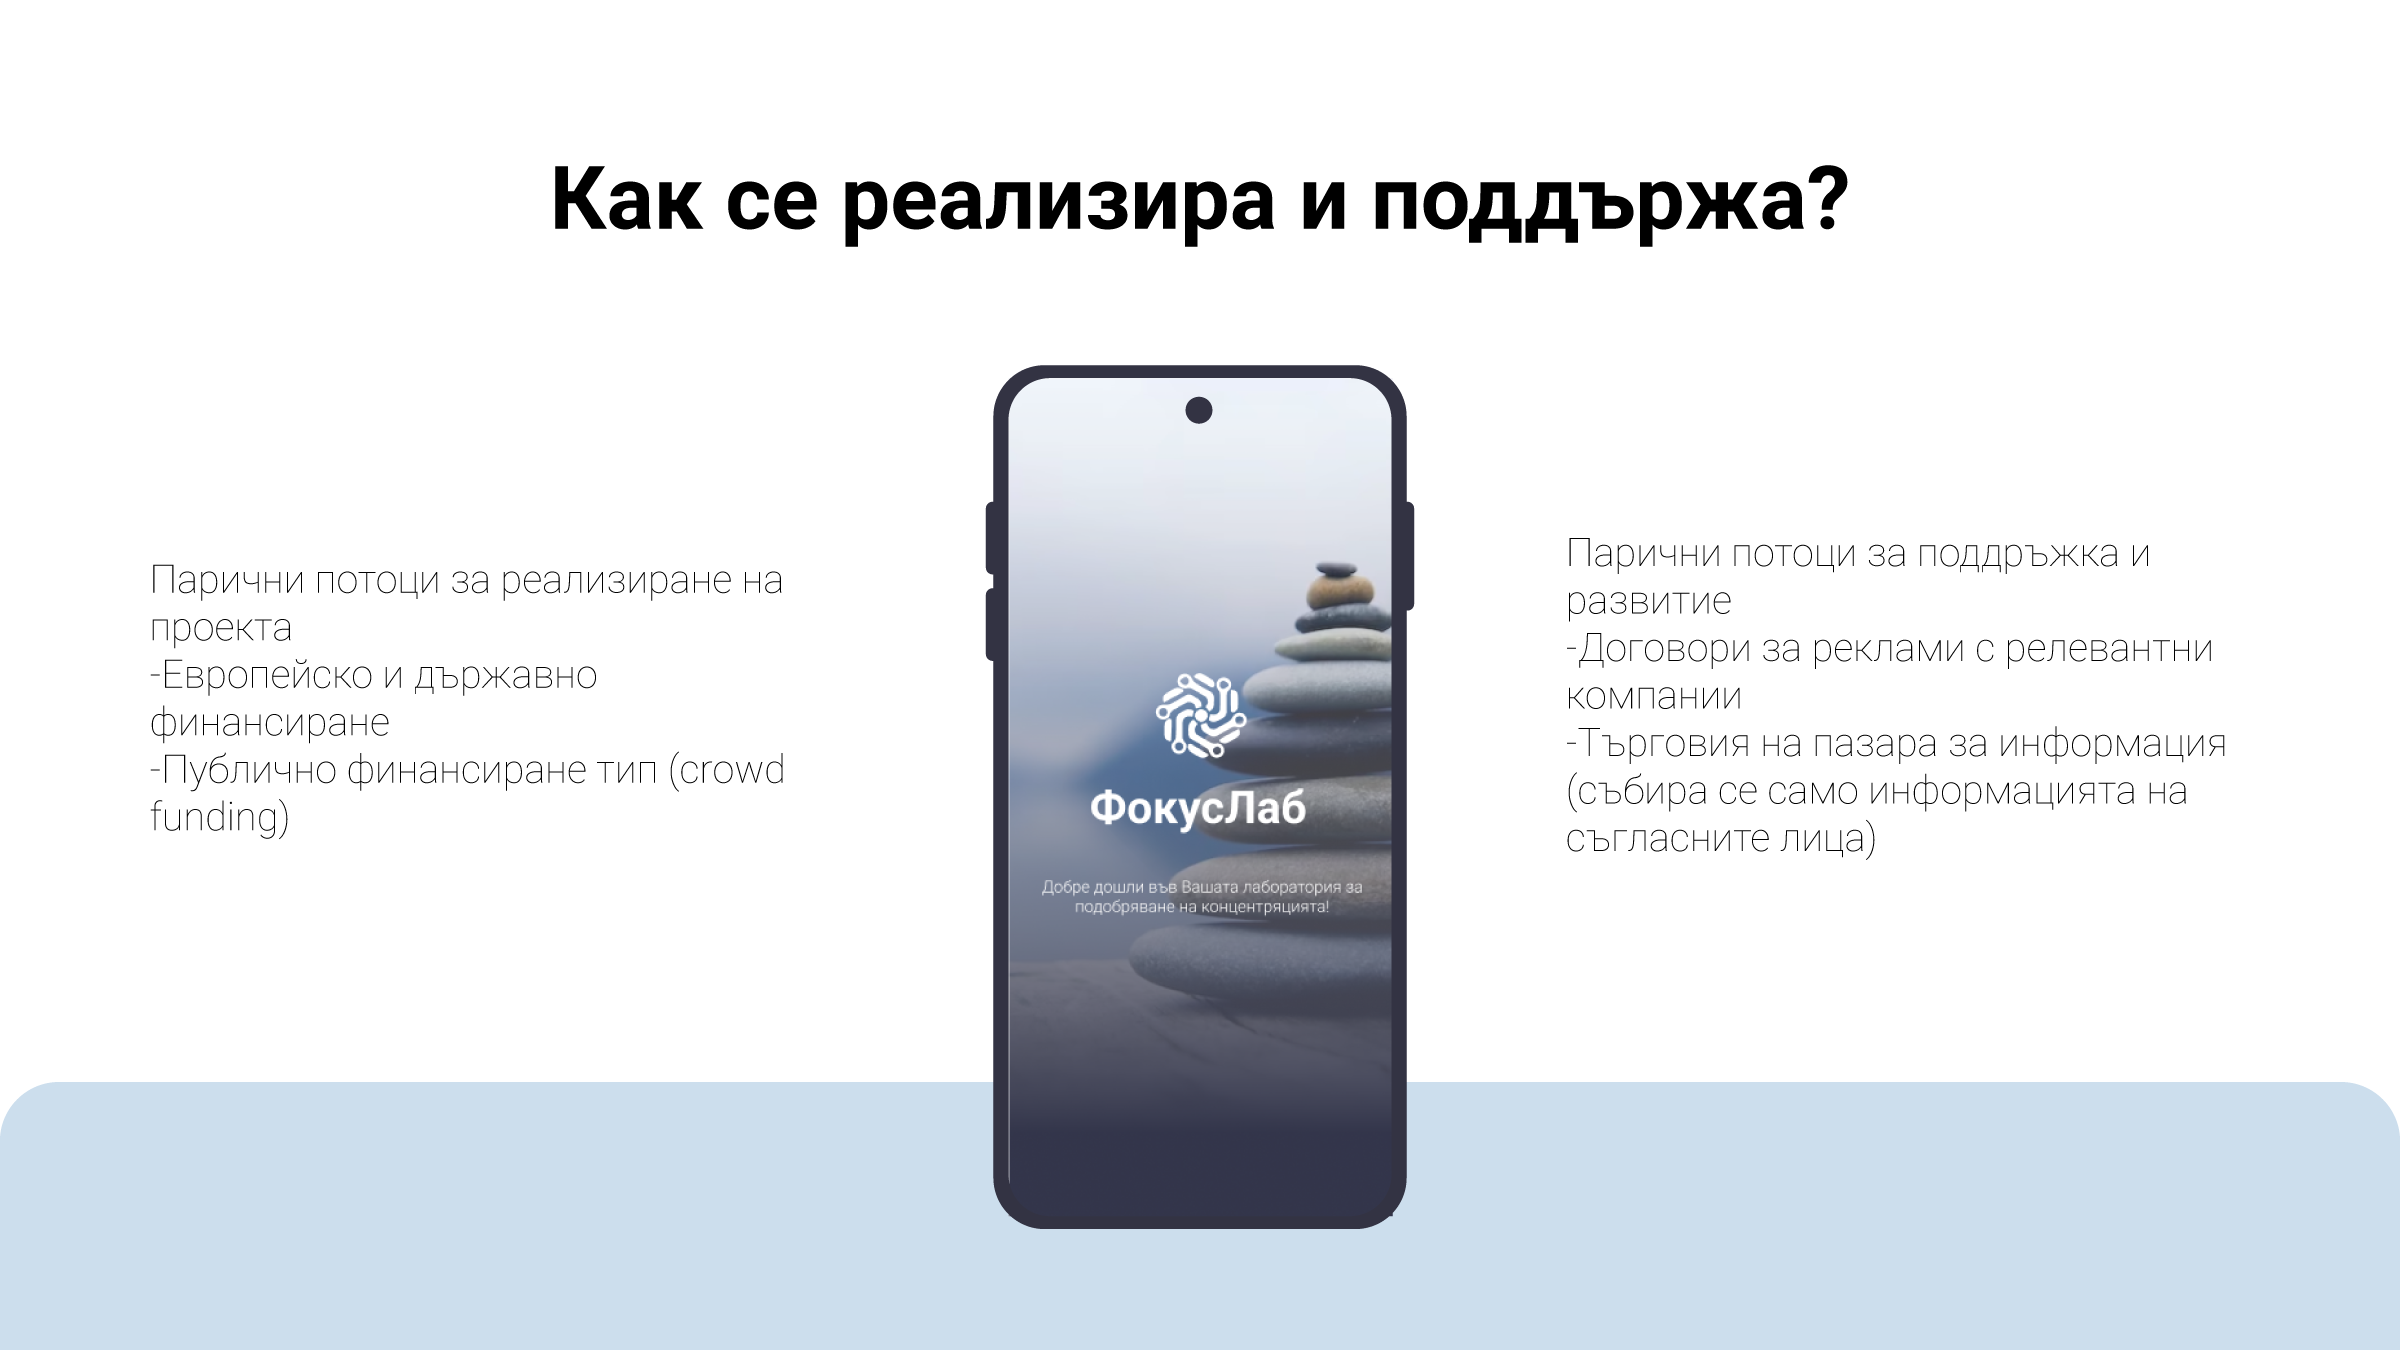 Как се реализира и поддържа?
Парични потоци за реализиране на
проекта
-Европейско и държавно
финансиране
-Публично финансиране тип (crowd
funding)
ФокусЛаб
Добре дошли във Вашата лаборатория за
подобряване на концентряцията!
Парични потоци за поддръжка и
развитие
-Договори за реклами с релевантни
компании
-Търговия на пазара за информация
(събира се само информацията на
съгласните лица)